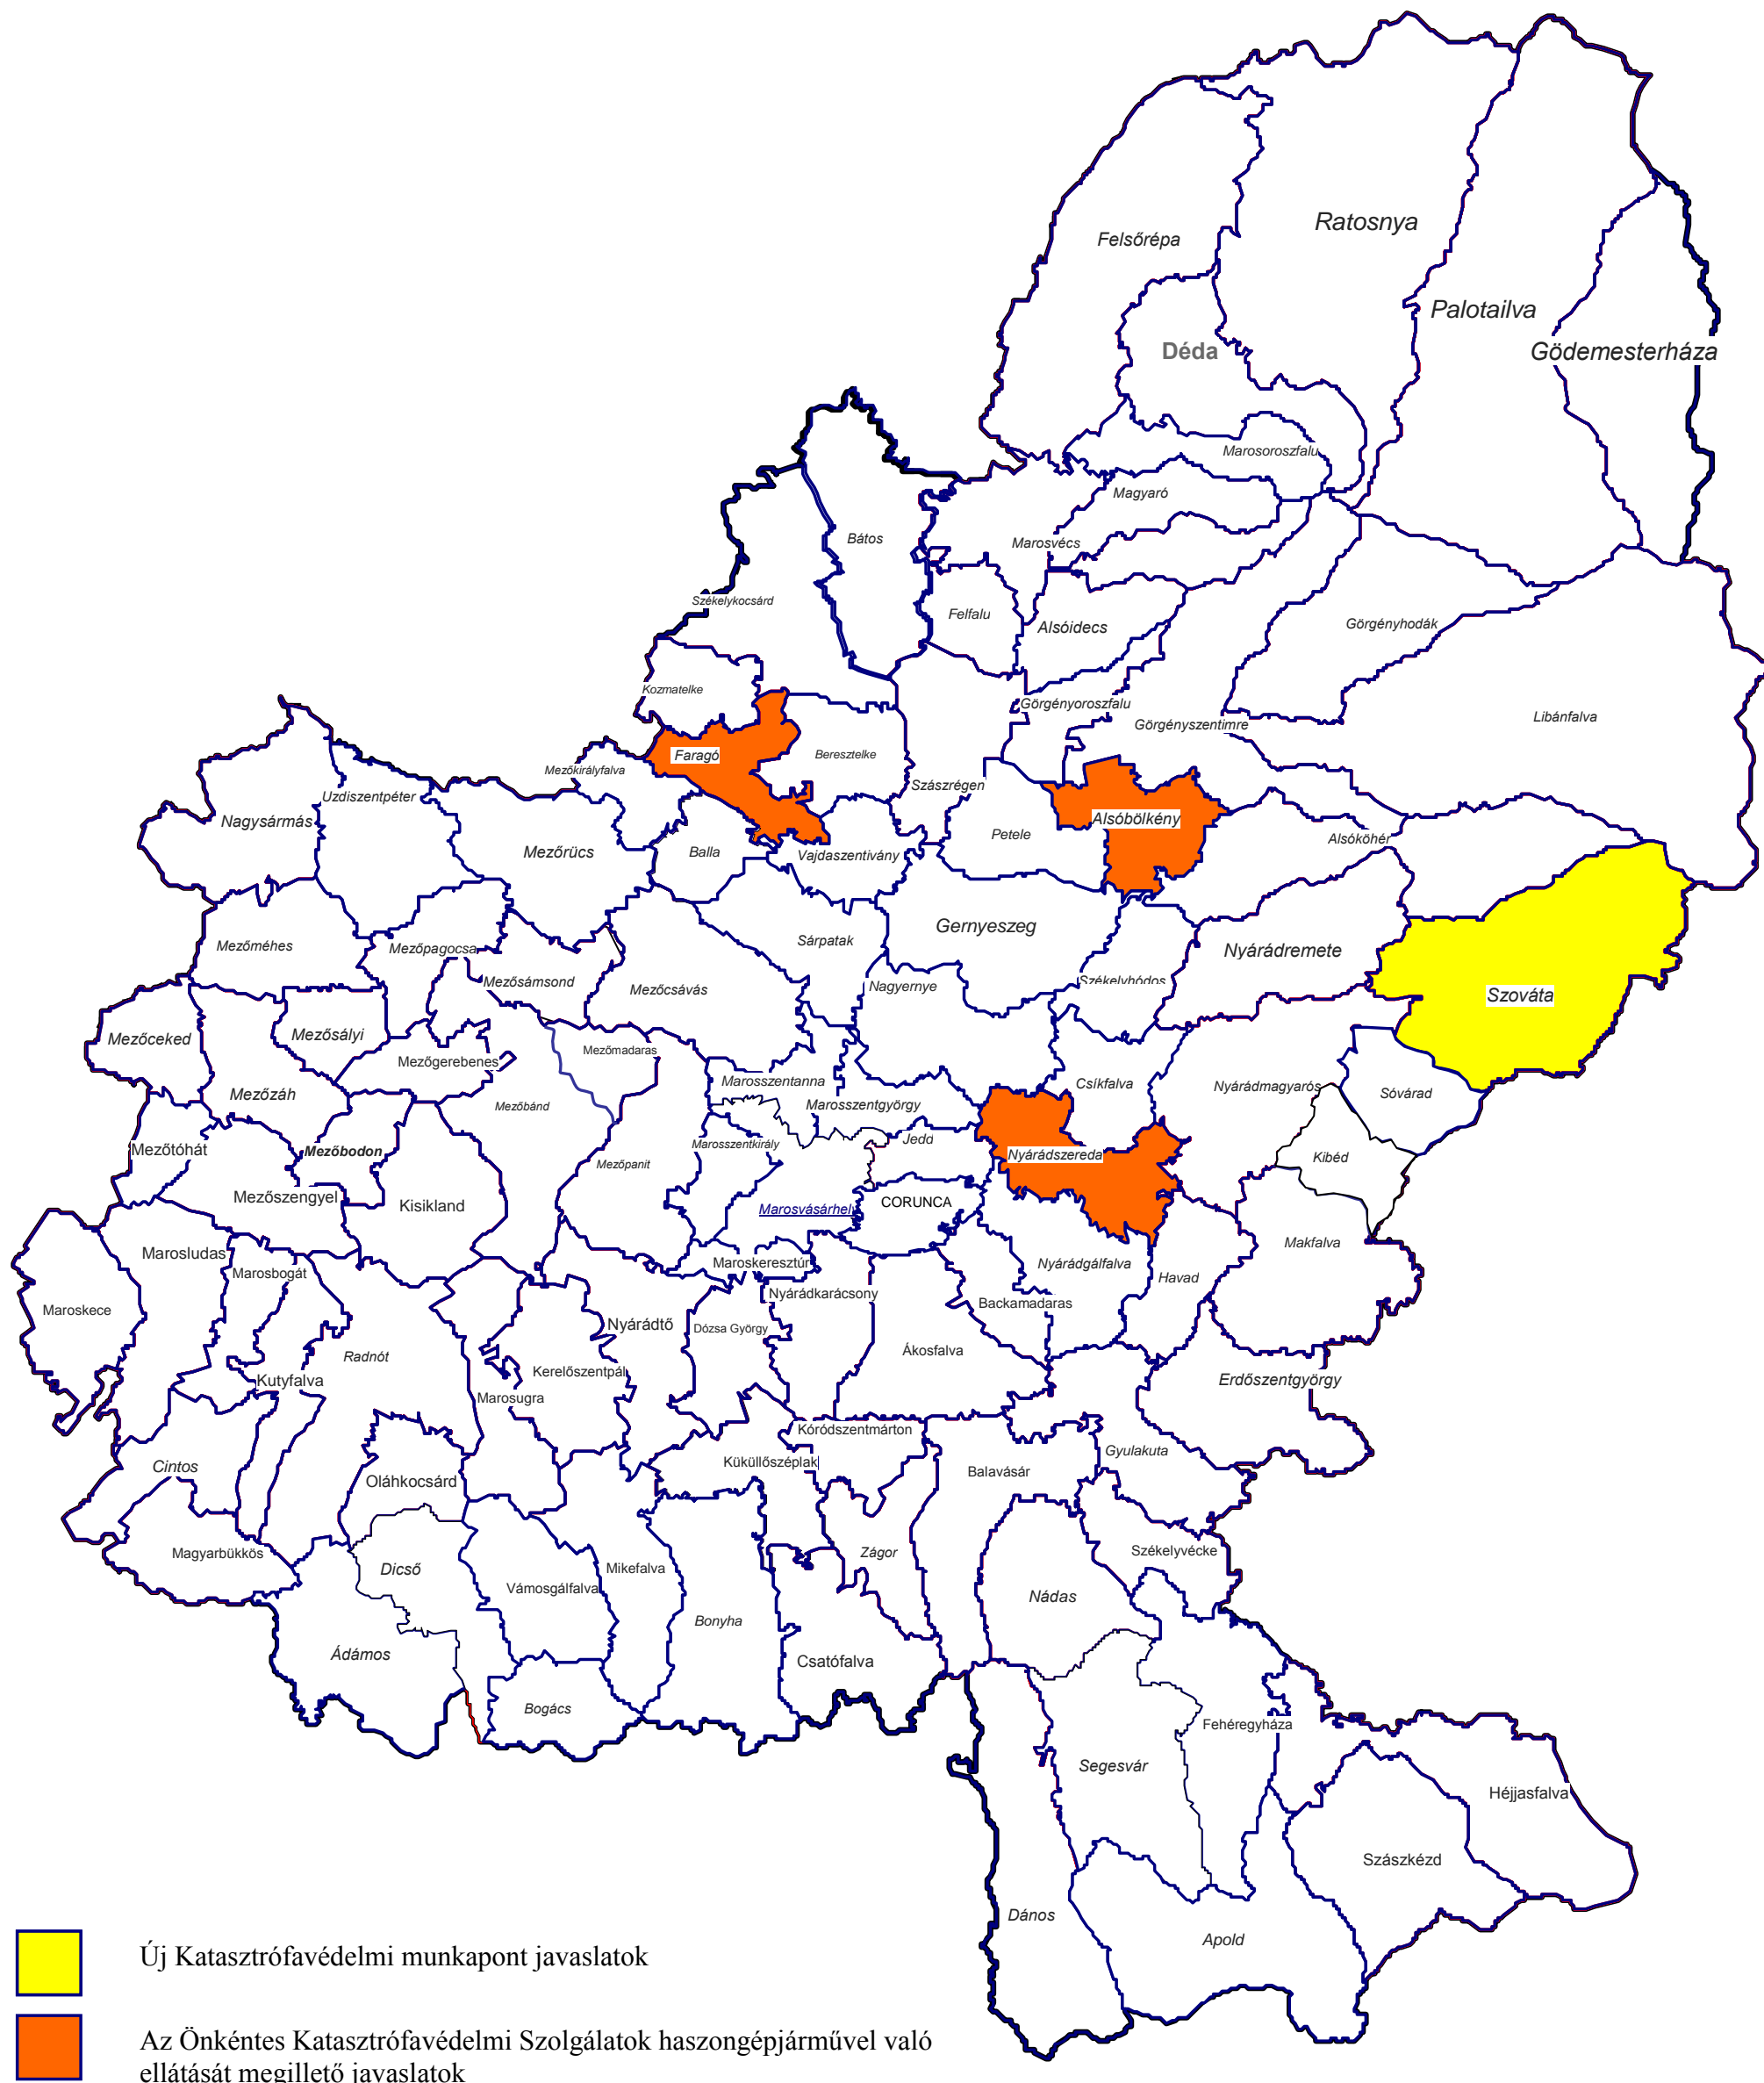 Felsőrépa
Ratosnya
Palotailva
Gödemesterháza
Déda
Marosoroszfalu
Magyaró
Marosvécs
Bátos
Székelykocsárd
Felfalu
Alsóidecs
Görgényhodák
Kozmatelke
Görgényoroszfalu
Görgényszentimre
Libánfalva
Faragó
Beresztelke
Mezőkirályfalva
Szászrégen
Uzdiszentpéter
Nagysármás
Alsóbölkény
Petele
Alsóköhér
Mezőrücs
Balla
Vajdaszentivány
Gernyeszeg
Sárpatak
Mezőméhes
Mezőpagocsa
Nyárádremete
Mezősámsond
Mezőcsávás
Nagyernye
Székelyhódos
Szováta
Mezőceked
Mezősályi
Mezőgerebenes
Mezőmadaras
Marosszentanna
Csíkfalva
Nyárádmagyarós
Sóvárad
Mezőzáh
Mezőbánd
Marosszentgyörgy
Mezőtóhát
Mezőbodon
Marosszentkirály
Jedd
Nyárádszereda
Kibéd
Mezőpanit
Mezőszengyel
Kisikland
Marosvásárhel
CORUNCA
Makfalva
Marosludas
Marosbogát
Maroskeresztúr
Nyárádgálfalva
Havad
Nyárádkarácsony
Backamadaras
Maroskece
Nyárádtő
Dózsa György
Radnót
Ákosfalva
Kutyfalva
Kerelőszentpál
Marosugra
Erdőszentgyörgy
Kóródszentmárton
Gyulakuta
Cintos
Oláhkocsárd
Küküllőszéplak
Balavásár
Magyarbükkös
Dicső
Vámosgálfalva
Mikefalva
Zágor
Székelyvécke
Nádas
Bonyha
Ádámos
Csatófalva
Bogács
Fehéregyháza
Segesvár
Héjjasfalva
Szászkézd
Dános
Apold
Új Katasztrófavédelmi munkapont javaslatok
Az Önkéntes Katasztrófavédelmi Szolgálatok haszongépjárművel való
ellátását megillető javaslatok